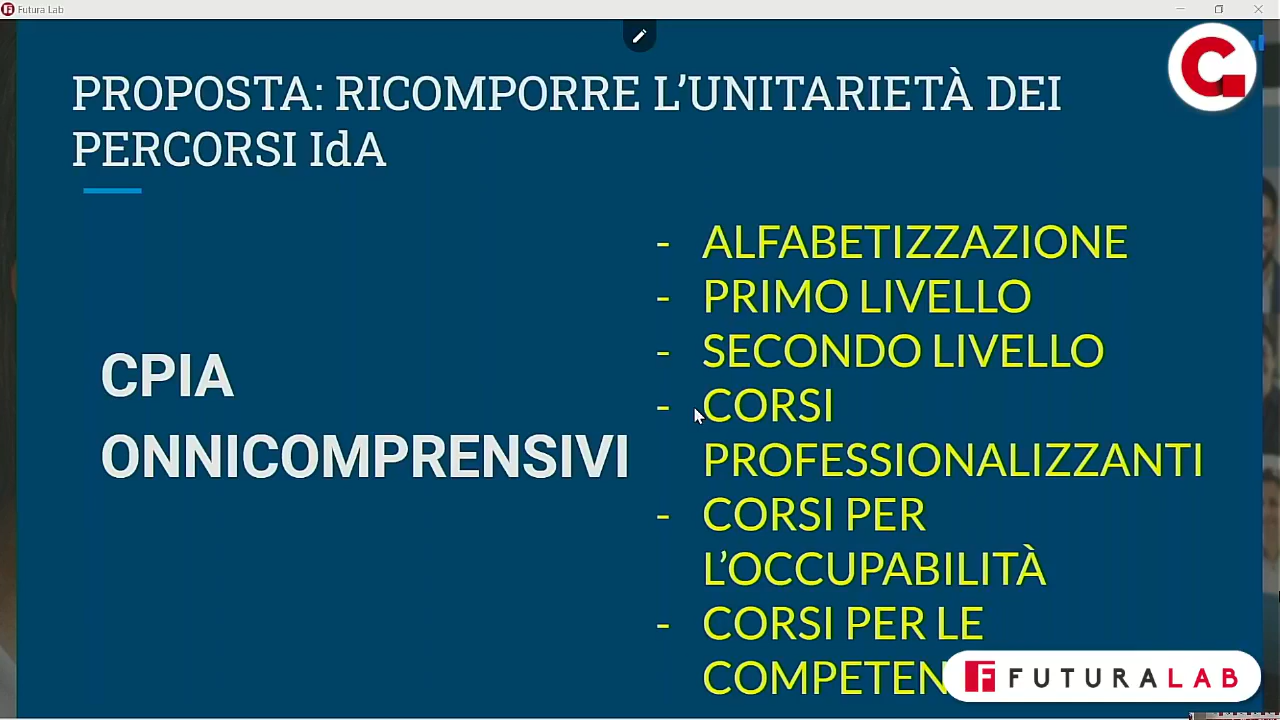 Futura Lab
PROPOSTA: RICOMPORRE L’UNITARIETÀ DEI
PERCORSI IdA
CPIA
ONNICOMPRENSIVI
- ALFABETIZZAZIONE
- PRIMO LIVELLO
- SECONDO LIVELLO
- CORSI
PROFESSIONALIZZANTI
- CORSI PER
L’OCCUPABILITÀ
- CORSI PER LE
COMPETEN
FUTURALAB